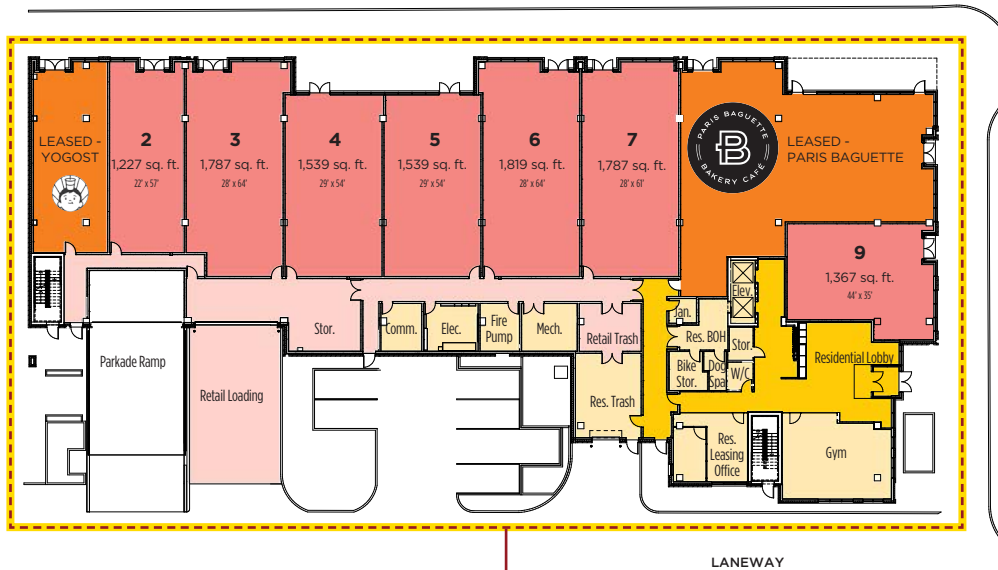 LEASED -
YOGOST
2
1,227 sq. ft.
22' x 57'
3
1,787 sq. ft.
28' x 64'
4
1,539 sq. ft.
29' x 54'
5
1,539 sq. ft.
29' x 54'
6
1,819 sq. ft.
28' x 64'
7
1,787 sq. ft.
28' x 61'
PARIS BAGUETTE
B
BAKERY CAFÉ
LEASED -
PARIS BAGUETTE
9
1,367 sq. ft.
44' x 35'
Elev.
Jan.
Stor.
Comm.
Elec.
Fire
Pump
Mech.
Retail Trash
Res. BOH
Stor.
Bike
Stor.
Dog
Spa
W/C
Residential Lobby
Parkade Ramp
Retail Loading
Res. Trash
Res.
Leasing
Office
Gym
LANEWAY